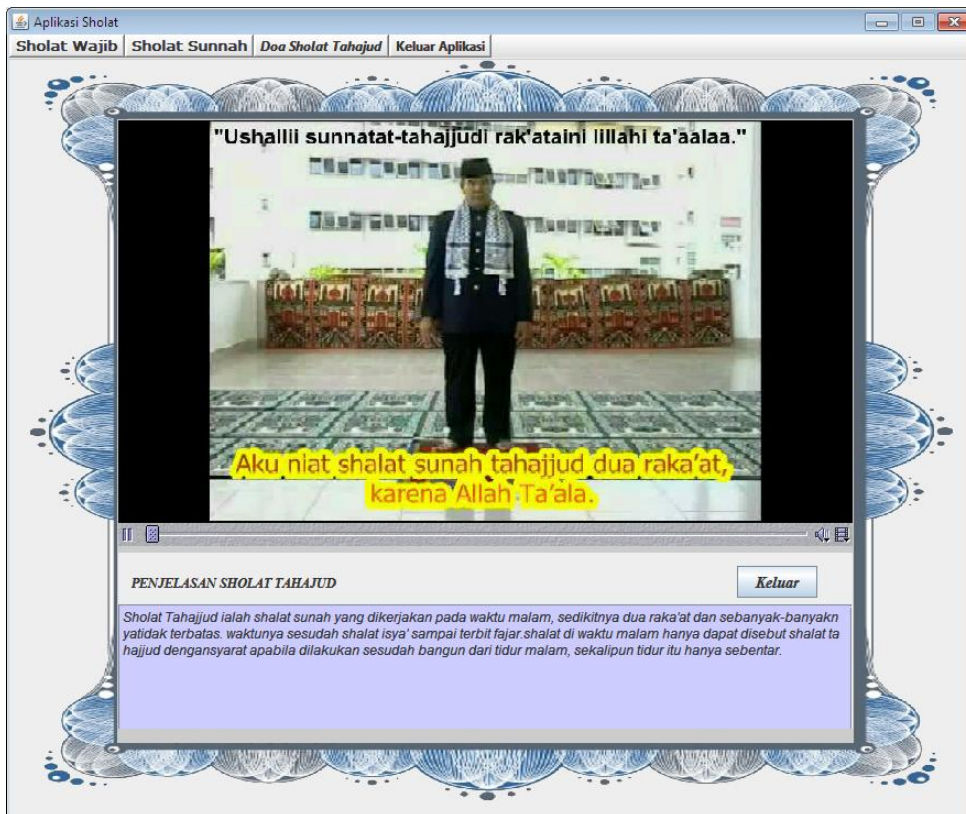 Aplikasi Sholat
Sholat Wajib Sholat Sunnah Doa Sholat Tahajud Keluar Aplikasi
"Ushallii sunnatat-tahajjudi rak'ataini lillahi ta'aalaa."
Aku niat shalat sunah tahajjud dua raka'at,
karena Allah Ta'ala.
PENJELASAN SHOLAT TAHAJUD
Keluar
Sholat Tahajjud ialah shalat sunah yang dikerjakan pada waktu malam, sedikitnya dua raka'at dan sebanyak-banyakn
yatidak terbatas. waktunya sesudah shalat isya' sampai terbit fajar.shalat di waktu malam hanya dapat disebut shalat ta
hajjud dengansyarat apabila dilakukan sesudah bangun dari tidur malam, sekalipun tidur itu hanya sebentar.